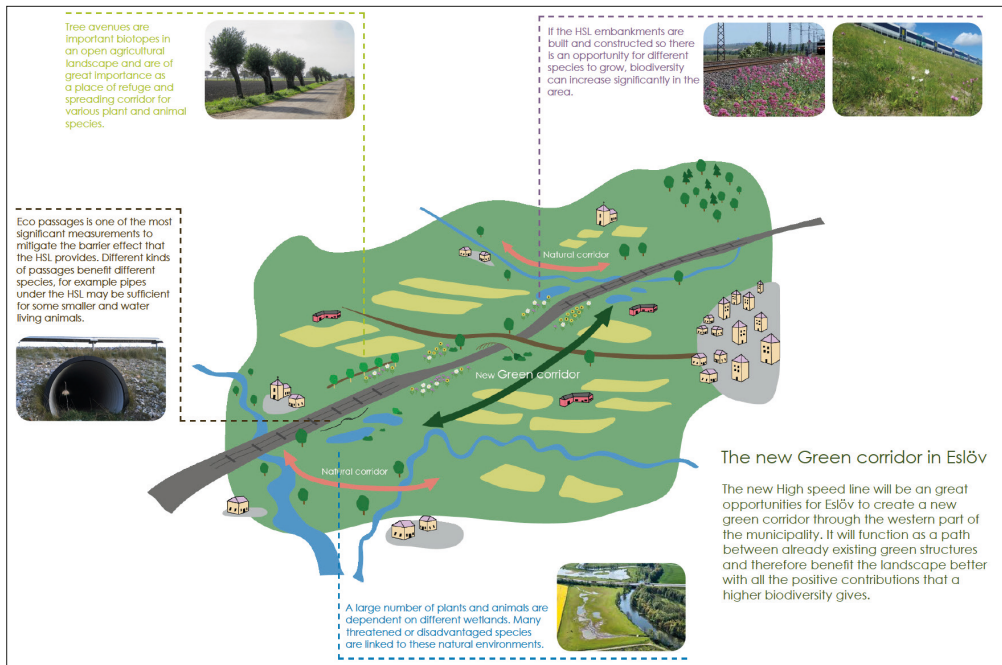 Tree avenues are
important biotopes in
an open agricultural
landscape and are of
great importance as
a place of refuge and
spreading corridor for
various plant and animal
species.
If the HSL embankments are
built and constructed so there
is an opportunity for different
species to grow, biodiversity
can increase significantly in the
area.
Eco passages is one of the most
significant measurements to
mitigate the barrier effect that
the HSL provides. Different kinds
of passages benefit different
species, for example pipes
under the HSL may be sufficient
for some smaller and water
living animals.
Natural corridor
New Green corridor
Natural corridor
The new Green corridor in Eslöv
The new High speed line will be an great
opportunities for Eslöv to create a new
green corridor through the western part of
the municipality. It will function as a path
between already existing green structures
and therefore benefit the landscape better
with all the positive contributions that a
higher biodiversity gives.
A large number of plants and animals are
dependent on different wetlands. Many
threatened or disadvantaged species
are linked to these natural environments.